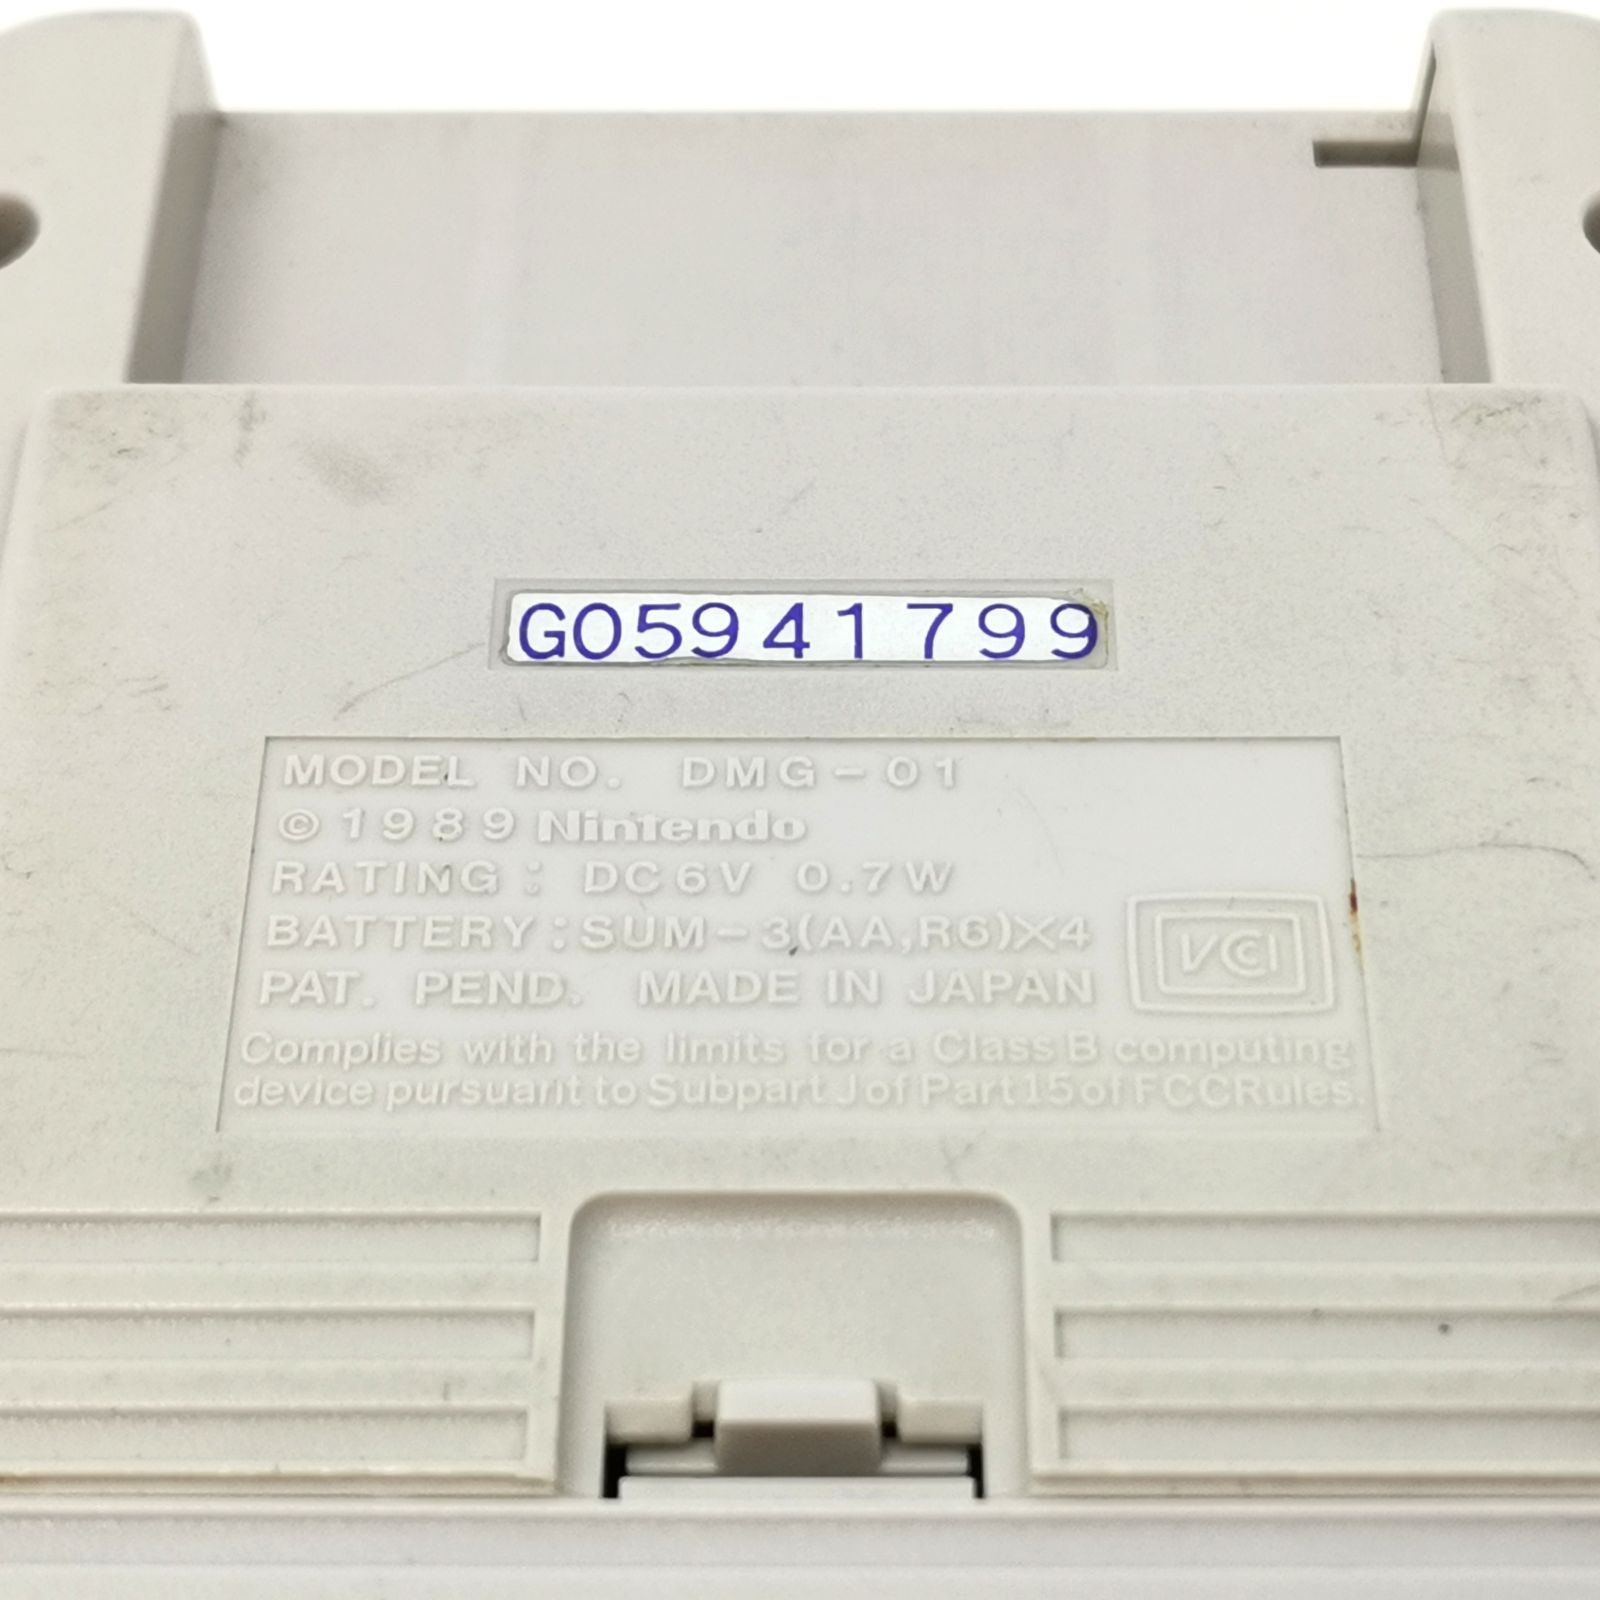 G05941799
MODEL NO. DMG-01
© 1989 Nintendo
RATING: DC6V 0.7W
BATTERY:SUM-3(AA,R6)X4
PAT. PEND. MADE IN JAPAN
VCCI
Complies with the limits for a Class B computing
device pursuant to Subpart J of Part 15 of FCC Rules.